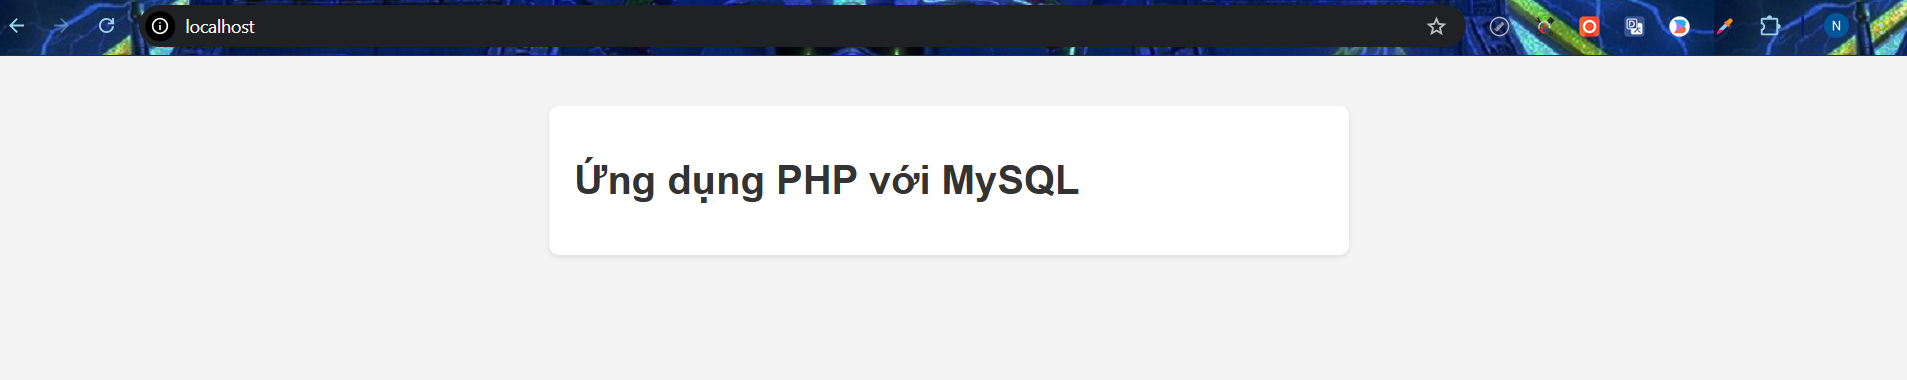 localhost
N
Ứng dụng PHP với MySQL